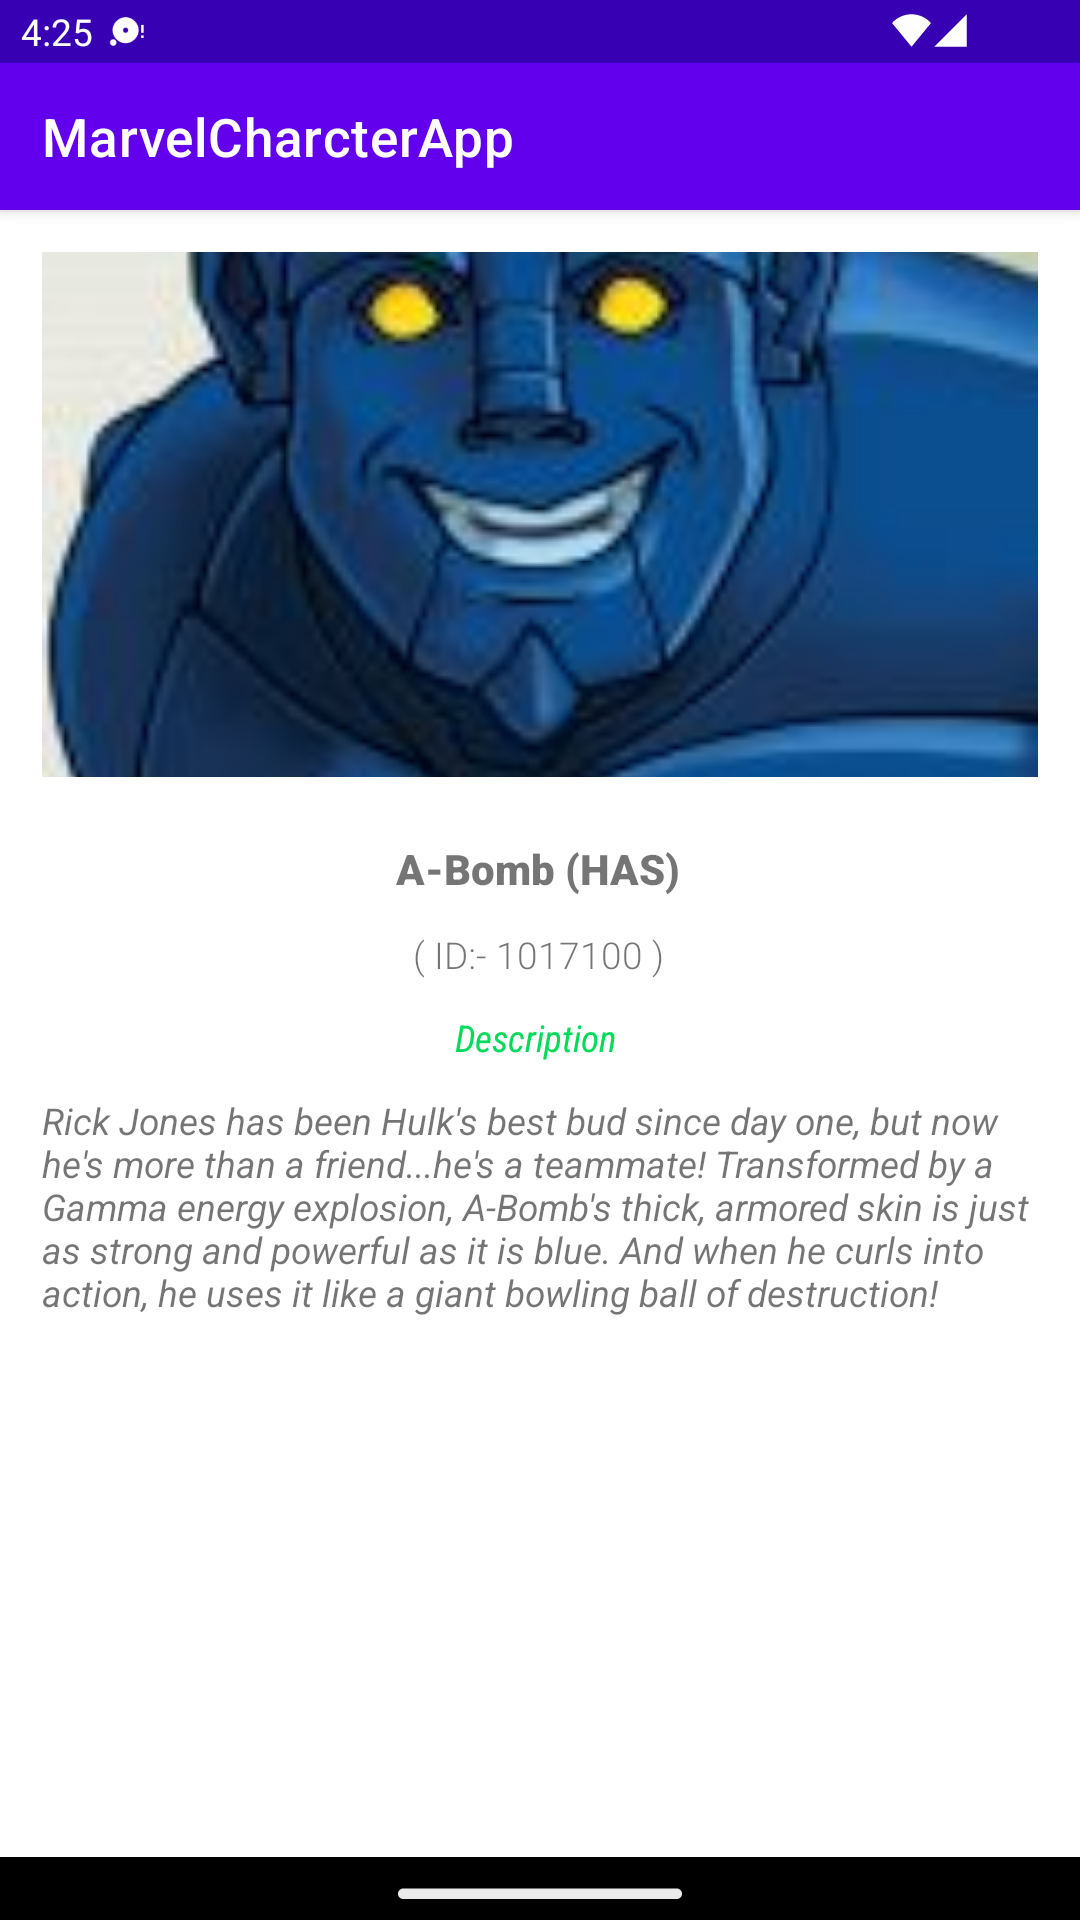 4:25
MarvelCharcterApp
A-Bomb (HAS)
( ID:- 1017100 )
Description
Rick Jones has been Hulk's best bud since day one, but now
he's more than a friend...he's a teammate! Transformed by a
Gamma energy explosion, A-Bomb's thick, armored skin is just
as strong and powerful as it is blue. And when he curls into
action, he uses it like a giant bowling ball of destruction!